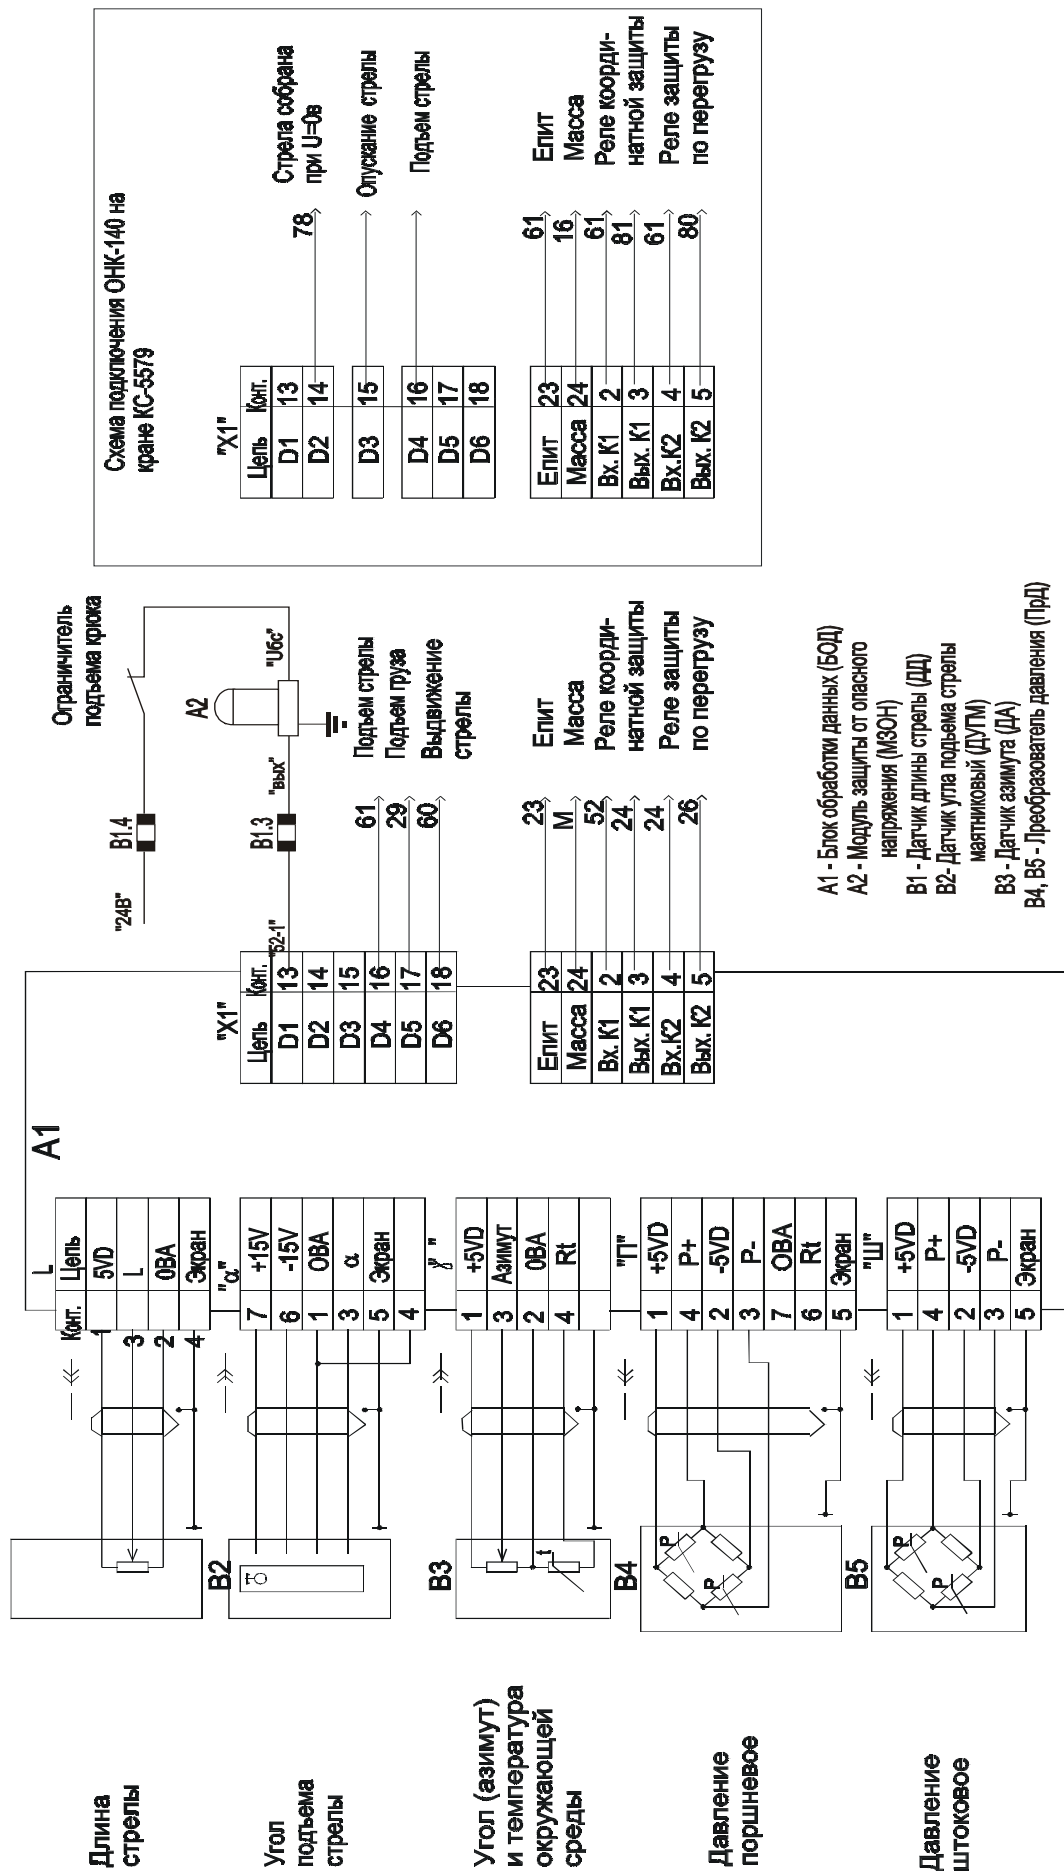 Длина
стрелы
Угол
подъема
стрелы
Угол (азимут)
и температура
окружающей
среды
Давление
поршневое
Давление
штоковое
B2
B3
t
B4
P
P
B5
P
P
A1
L
Конт. Цепь
1 5VD
3 L
2 0BA
4 Экран
"α"
7 +15V
6 -15V
1 OBA
3 α
5 Экран
4
"γ"
1 +5VD
3 Азимут
2 0BA
4 Rt
"П"
1 +5VD
4 P+
2 -5VD
3 P-
7 OBA
6 Rt
5 Экран
"Ш"
1 +5VD
4 P+
2 -5VD
3 P-
5 Экран
"X1"
Цепь Конт.
D1 13
D2 14
D3 15
D4 16
D5 17
D6 18
Епит 23
Масса 24
Вх. К1 2
Вых. К1 3
Вх.К2 4
Вых. К2 5
"24В"
B1.4
Ограничитель
подъема крюка
"52-1"
B1.3
"вых"
A2
"Uбс"
61 Подъем стрелы
29 Подъем груза
60 Выдвижение
стрелы
23 Епит
М Масса
52 Реле коорди-
24 натной защиты
24 Реле защиты
26 по перегрузу
A1 - Блок обработки данных (БОД)
A2 - Модуль защиты от опасного
напряжения (МЗОН)
B1 - Датчик длины стрелы (ДД)
B2- Датчик угла подьема стрелы
маятниковый (ДУГМ)
B3 - Датчик азимута (ДА)
B4, B5 - Преобразователь давления (ПрД)
Схема подключения ОНК-140 на
кране КС-5579
"X1"
Цепь Конт.
D1 13
D2 14
D3 15
D4 16
D5 17
D6 18
78 Стрела собрана
при U=0в
Опускание стрелы
Подъем стрелы
Епит 23
Масса 24
Вх. К1 2
Вых. К1 3
Вх.К2 4
Вых. К2 5
61 Епит
16 Масса
61 Реле коорди-
81 натной защиты
61 Реле защиты
80 по перегрузу